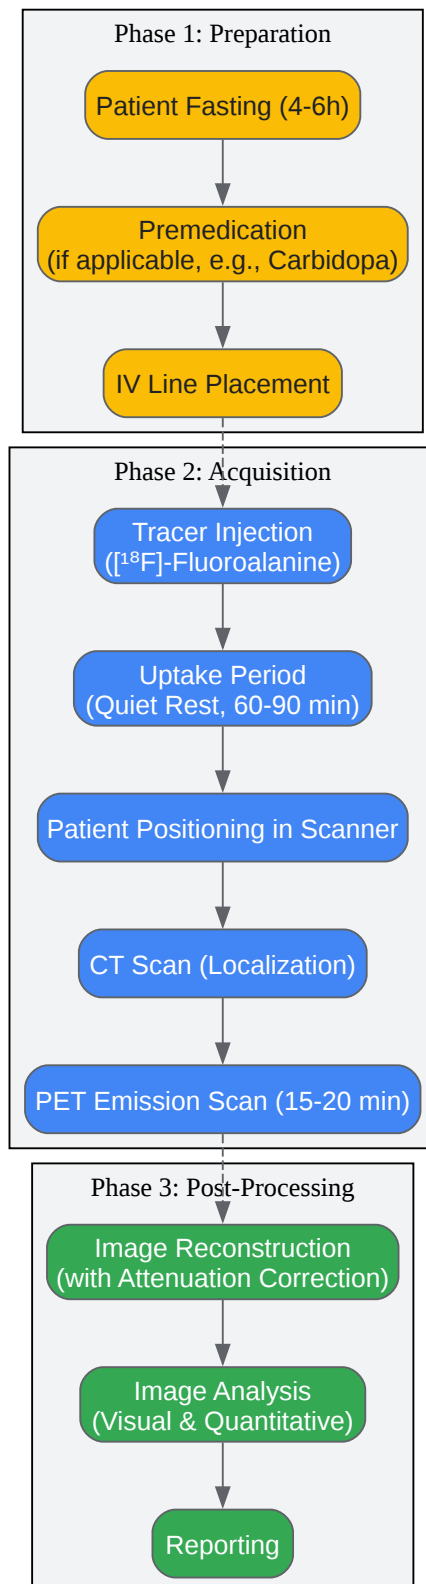 Phase 1: Preparation
Patient Fasting (4-6h)
Premedication
(if applicable, e.g., Carbidopa)
IV Line Placement
Phase 2: Acquisition
Tracer Injection
([¹⁸F]-Fluoroalanine)
Uptake Period
(Quiet Rest, 60-90 min)
Patient Positioning in Scanner
CT Scan (Localization)
PET Emission Scan (15-20 min)
Phase 3: Post-Processing
Image Reconstruction
(with Attenuation Correction)
Image Analysis
(Visual & Quantitative)
Reporting